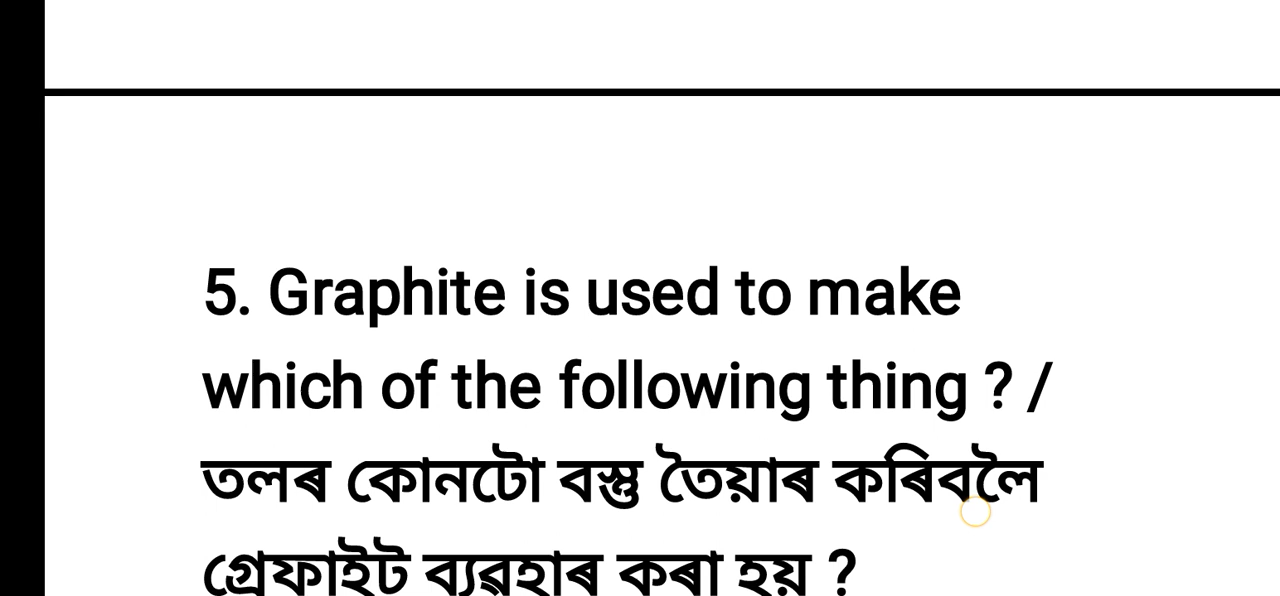 5. Graphite is used to make
which of the following thing ? /
তলৰ কোনটো বস্তু তৈয়াৰ কৰিবলৈ
গ্ৰেফাইট ব্যৱহাৰ কৰা হয় ?